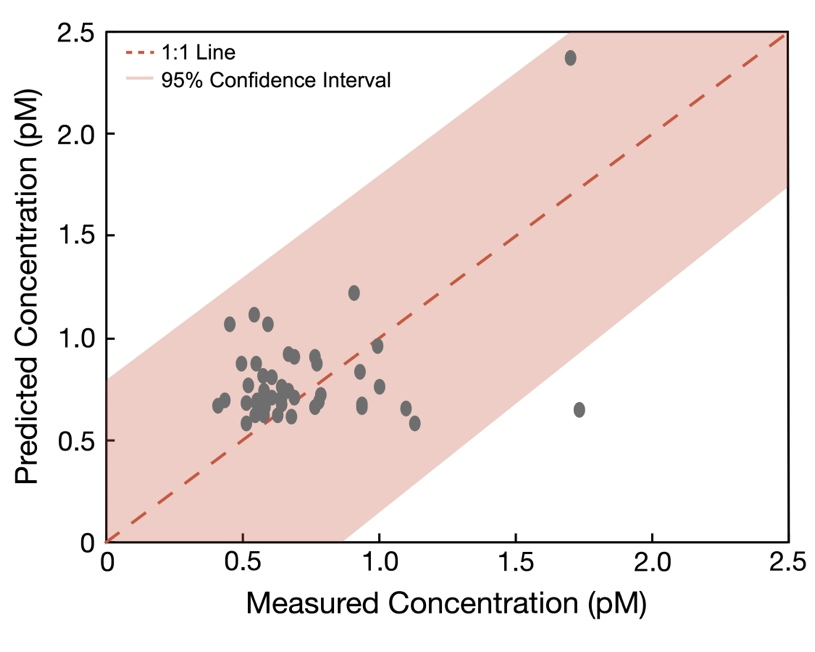 1:1 Line
95% Confidence Interval
Predicted Concentration (pM)
2.5
2.0
1.5
1.0
0.5
0
0 0.5 1.0 1.5 2.0 2.5
Measured Concentration (pM)